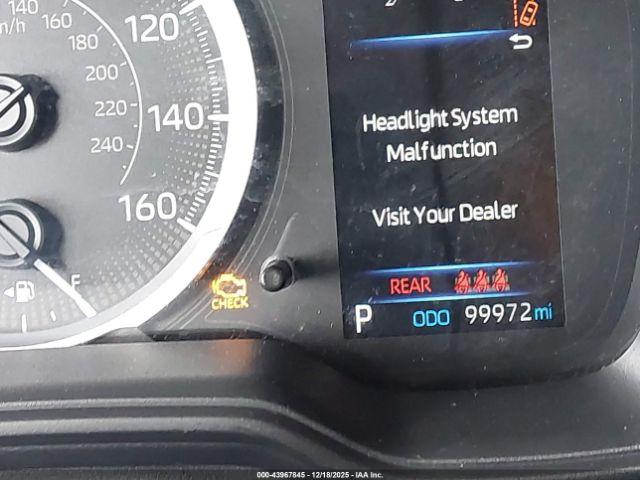 140
km/h
160
180
200
220
240
120
140
160
F
CHECK
Headlight System
Malfunction
Visit Your Dealer
REAR
P ODO 99972 mi
000-43967845 - 12/18/2025 - IAA Inc.